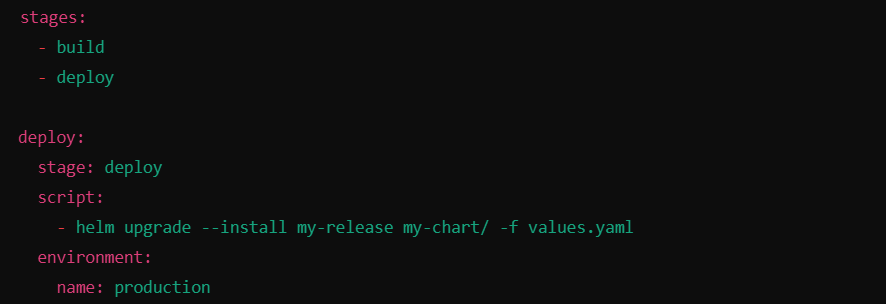 stages:
  - build
  - deploy

deploy:
  stage: deploy
  script:
    - helm upgrade --install my-release my-chart/ -f values.yaml
  environment:
    name: production